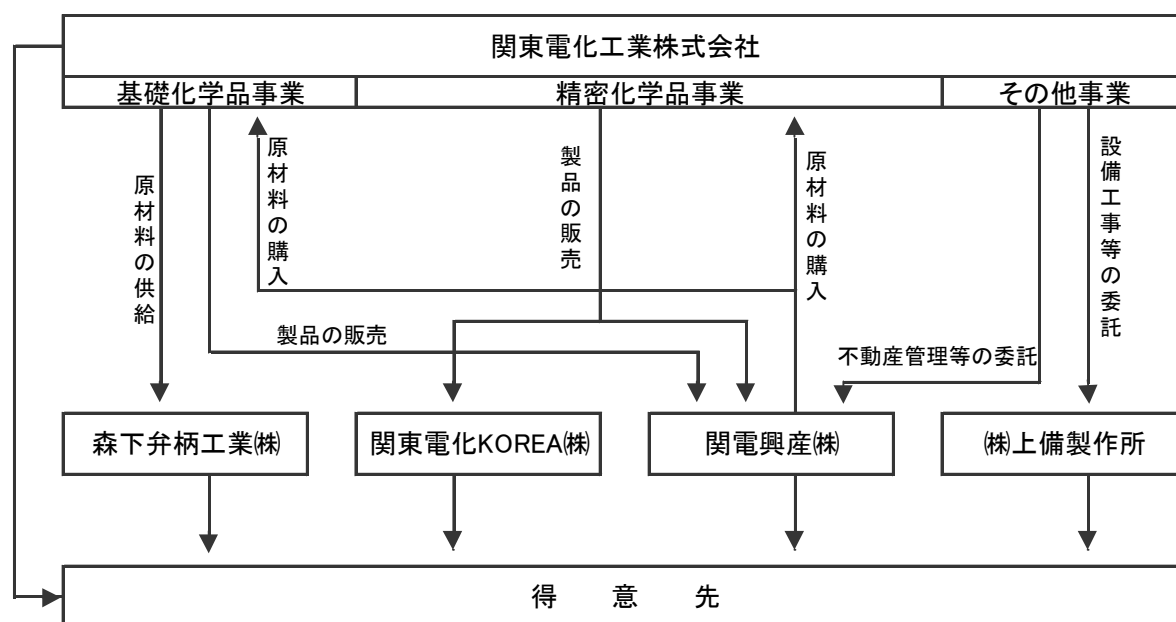 関東電化工業株式会社
基礎化学品事業
精密化学品事業
その他事業
原材料の供給
原材料の購入
製品の販売
原材料の購入
設備工事等の委託
製品の販売
不動産管理等の委託
森下弁柄工業㈱
関東電化KOREA㈱
関電興産㈱
㈱上備製作所
得意先